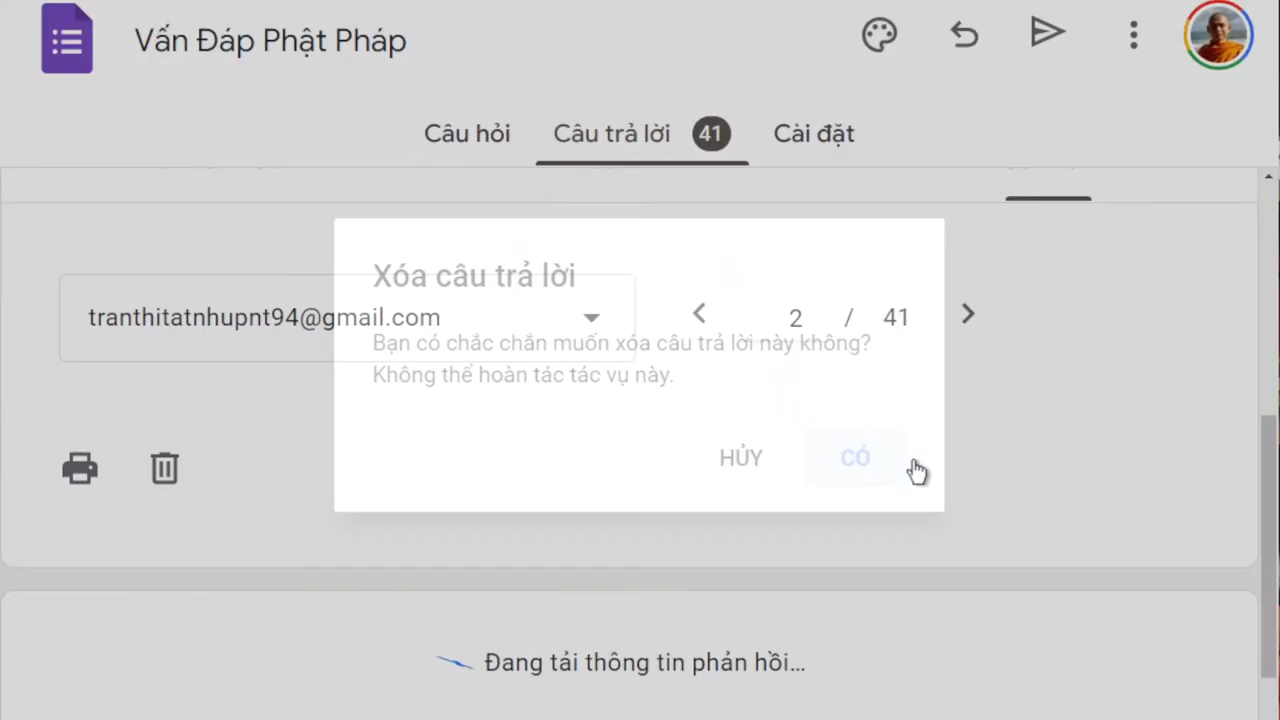 Vấn Đáp Phật Pháp
Câu hỏi
Câu trả lời 41
Cài đặt
Xóa câu trả lời
tranthitatnhupnt94@gmail.com
2 / 41
Bạn có chắc chắn muốn xóa câu trả lời này không?
Không thể hoàn tác tác vụ này.
HỦY
CÓ
Đang tải thông tin phản hồi...